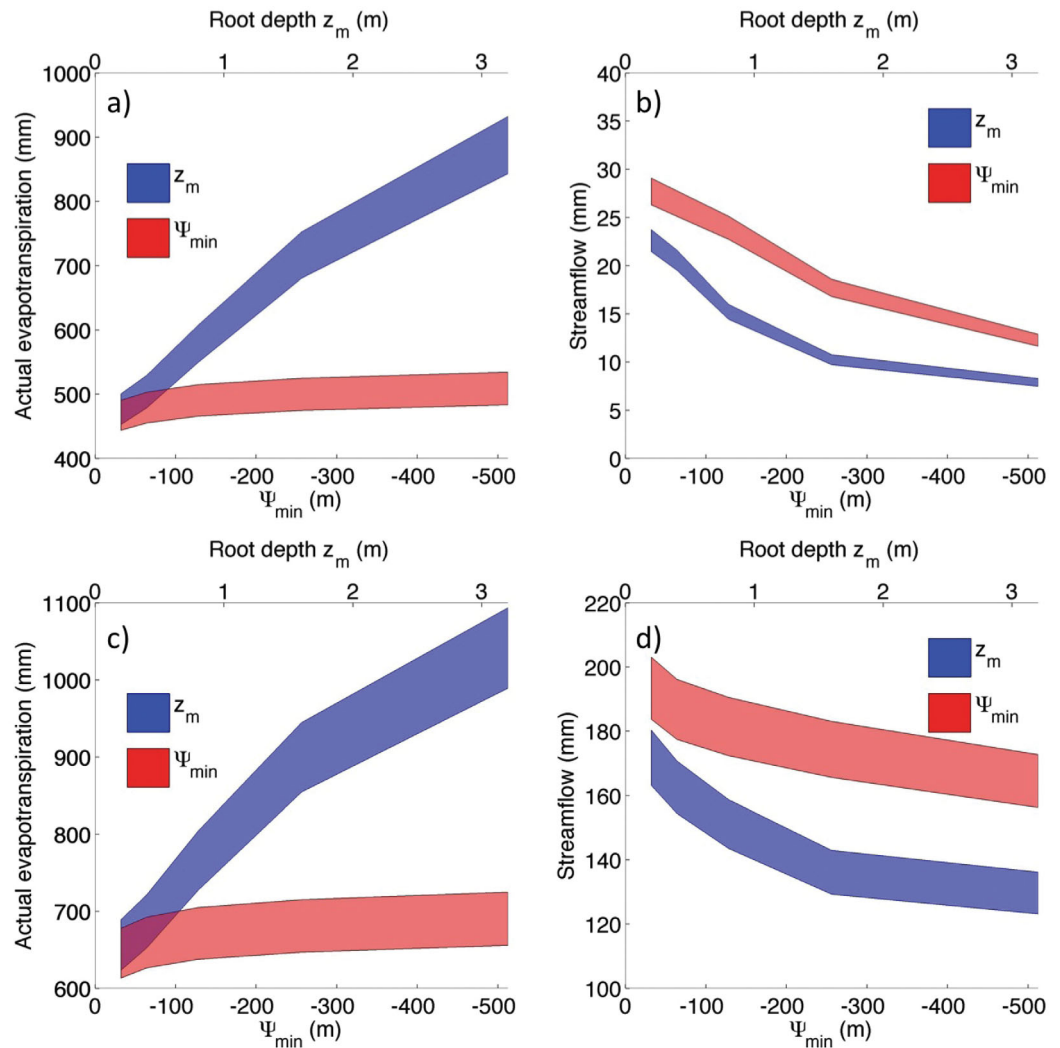 Root depth z_m (m)
0 1 2 3
a)
z_m
Ψ_min
Actual evapotranspiration (mm)
1000
900
800
700
600
500
400
0 -100 -200 -300 -400 -500
Ψ_min (m)
Root depth z_m (m)
0 1 2 3
b)
z_m
Ψ_min
Streamflow (mm)
40
35
30
25
20
15
10
5
0
0 -100 -200 -300 -400 -500
Ψ_min (m)
Root depth z_m (m)
0 1 2 3
c)
z_m
Ψ_min
Actual evapotranspiration (mm)
1100
1000
900
800
700
600
0 -100 -200 -300 -400 -500
Ψ_min (m)
Root depth z_m (m)
0 1 2 3
d)
z_m
Ψ_min
Streamflow (mm)
220
200
180
160
140
120
100
0 -100 -200 -300 -400 -500
Ψ_min (m)